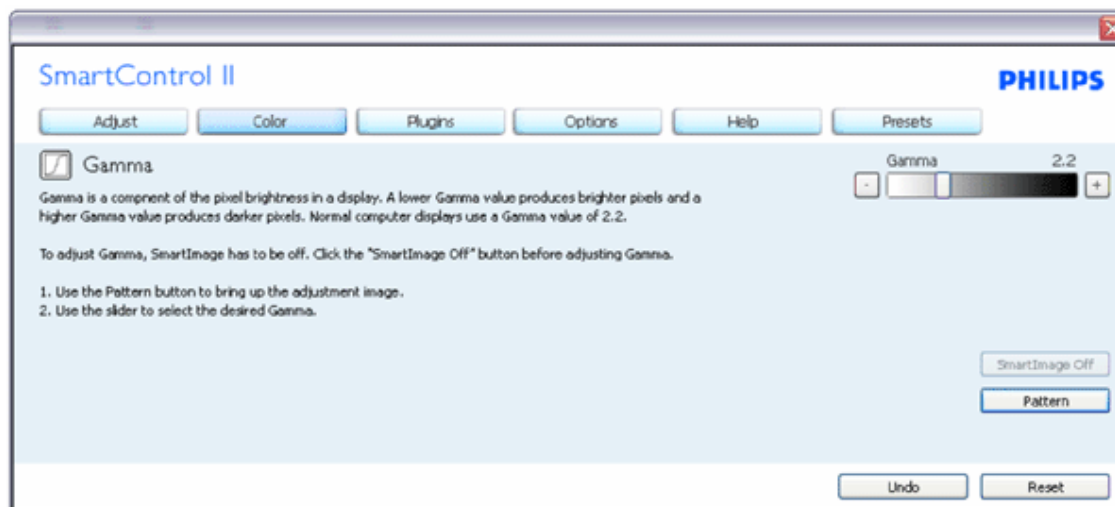 SmartControl II
PHILIPS
Adjust Color Plugins Options Help Presets
Gamma
Gamma 2.2
- +
Gamma is a compnent of the pixel brightness in a display. A lower Gamma value produces brighter pixels and a
higher Gamma value produces darker pixels. Normal computer displays use a Gamma value of 2.2.
To adjust Gamma, SmartImage has to be off. Click the "SmartImage Off" button before adjusting Gamma.
1. Use the Pattern button to bring up the adjustment image.
2. Use the slider to select the desired Gamma.
SmartImage Off
Pattern
Undo Reset